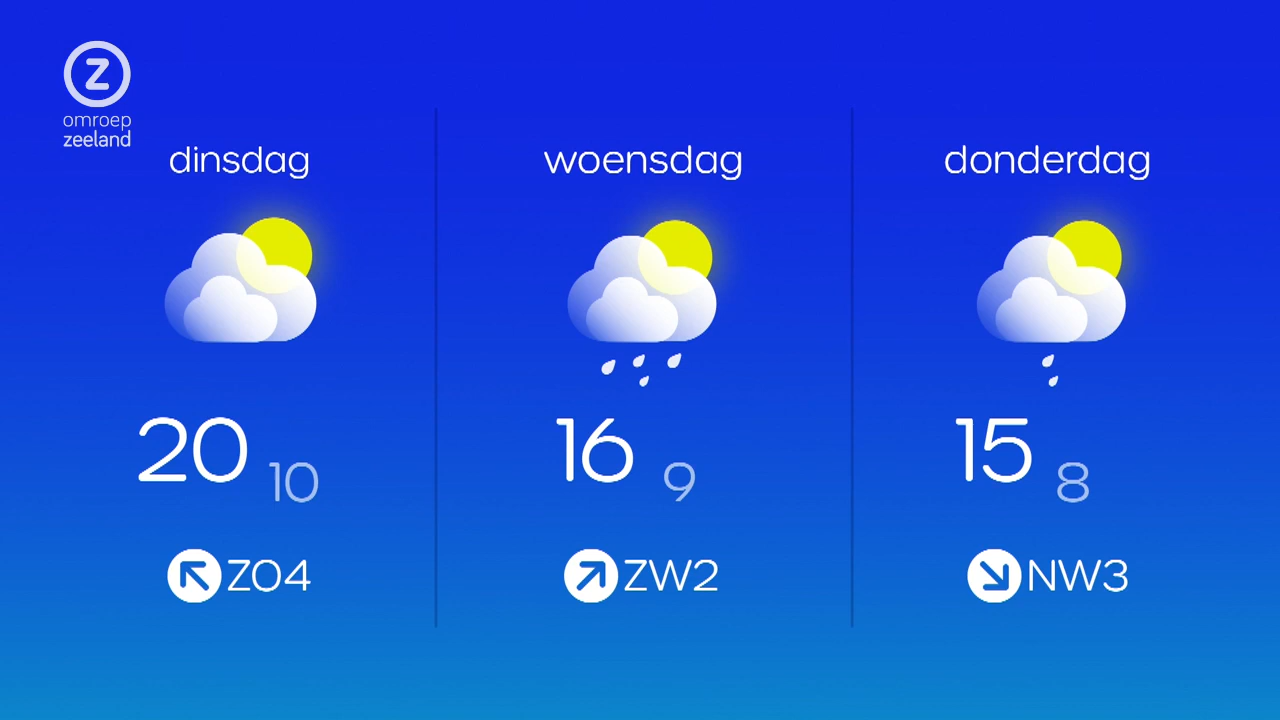 Z
omroep
zeeland
dinsdag
20 10
ZO4
woensdag
16 9
ZW2
donderdag
15 8
NW3